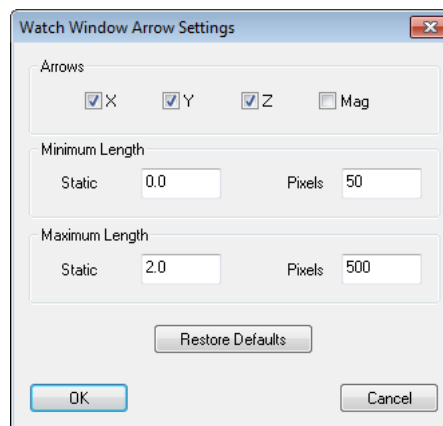 Watch Window Arrow Settings
Arrows
X Y Z Mag
Minimum Length
Static 0.0 Pixels 50
Maximum Length
Static 2.0 Pixels 500
Restore Defaults
OK Cancel